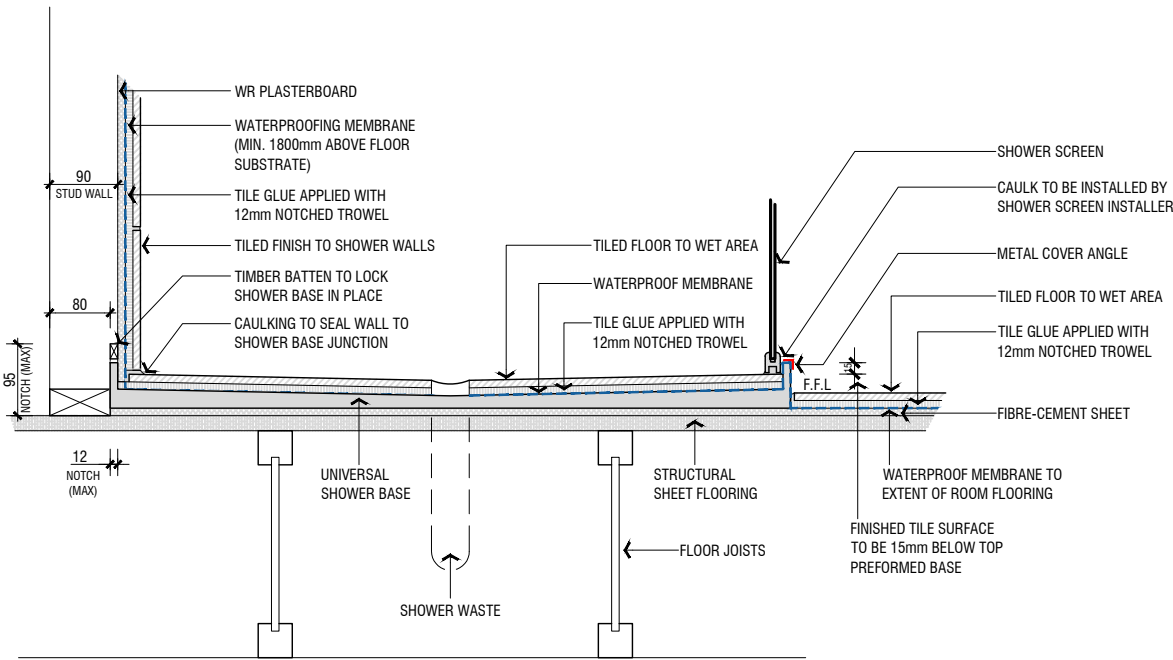 WR PLASTERBOARD
WATERPROOFING MEMBRANE
(MIN. 1800mm ABOVE FLOOR
SUBSTRATE)
90
STUD WALL
TILE GLUE APPLIED WITH
12mm NOTCHED TROWEL
TILED FINISH TO SHOWER WALLS
TIMBER BATTEN TO LOCK
SHOWER BASE IN PLACE
80
CAULKING TO SEAL WALL TO
SHOWER BASE JUNCTION
95
NOTCH (MAX)
12
NOTCH
(MAX)
TILED FLOOR TO WET AREA
WATERPROOF MEMBRANE
TILE GLUE APPLIED WITH
12mm NOTCHED TROWEL
SHOWER SCREEN
CAULK TO BE INSTALLED BY
SHOWER SCREEN INSTALLER
METAL COVER ANGLE
TILED FLOOR TO WET AREA
TILE GLUE APPLIED WITH
12mm NOTCHED TROWEL
15
F.F.L
FIBRE-CEMENT SHEET
UNIVERSAL
SHOWER BASE
STRUCTURAL
SHEET FLOORING
WATERPROOF MEMBRANE TO
EXTENT OF ROOM FLOORING
FINISHED TILE SURFACE
TO BE 15mm BELOW TOP
PREFORMED BASE
FLOOR JOISTS
SHOWER WASTE